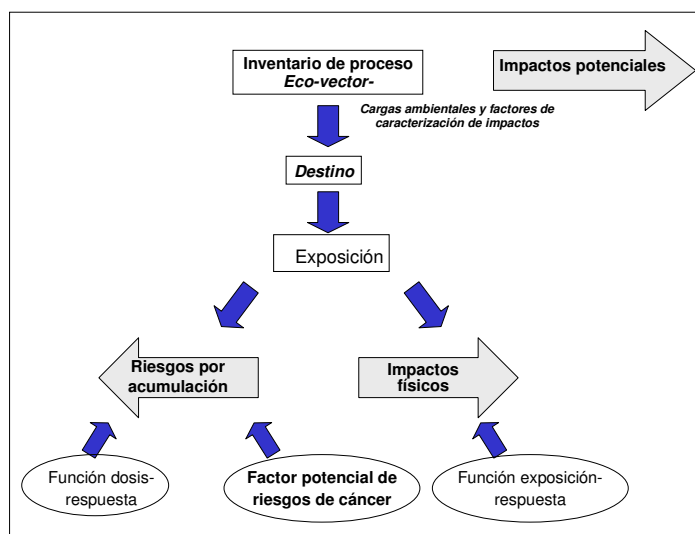 Inventario de proceso
Eco-vector-
Impactos potenciales
Cargas ambientales y factores de
caracterización de impactos
Destino
Exposición
Riesgos por
acumulación
Impactos
físicos
Función dosis-
respuesta
Factor potencial de
riesgos de cáncer
Función exposición-
respuesta